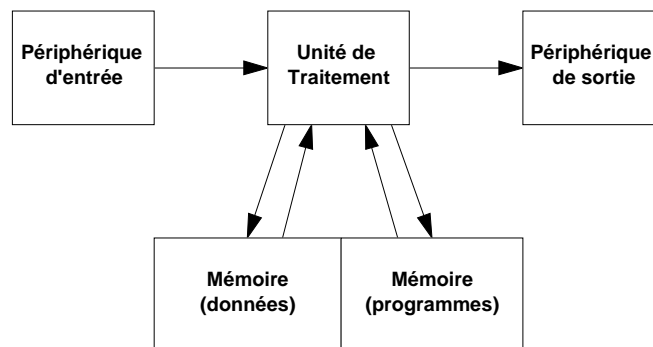 Périphérique
d'entrée
Unité de
Traitement
Périphérique
de sortie
Mémoire
(données)
Mémoire
(programmes)